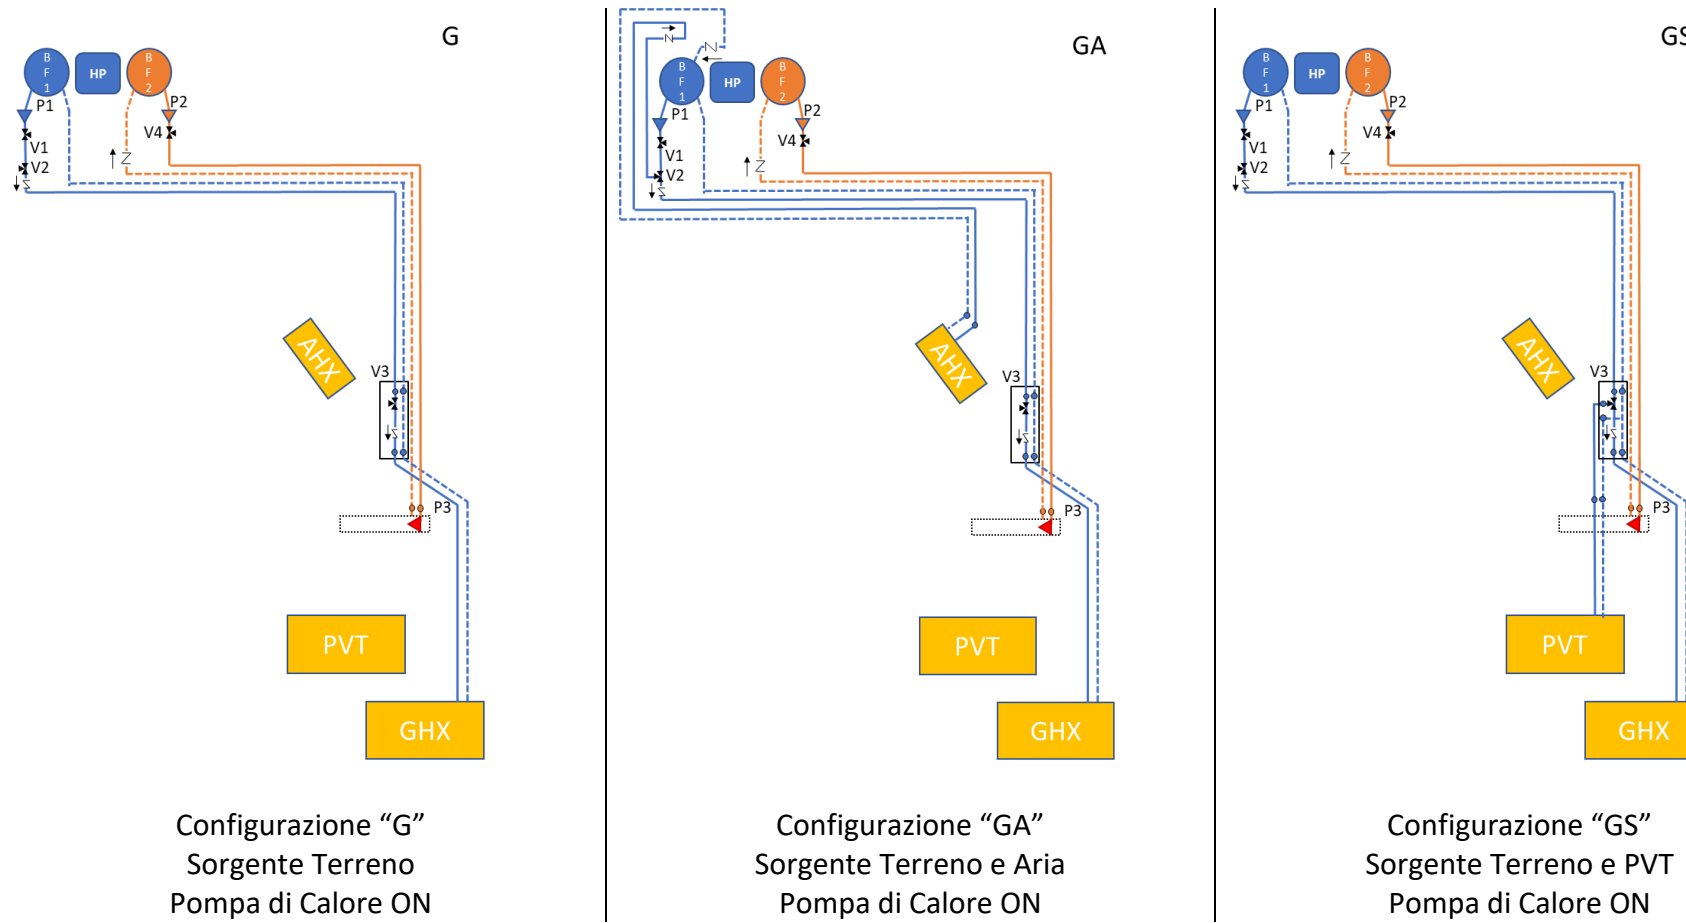 G
B
F
1
HP
B
F
2
P1
P2
V4
V1
V2
AHX
V3
P3
PVT
GHX
Configurazione “G”
Sorgente Terreno
Pompa di Calore ON
GA
B
F
1
HP
B
F
2
P1
P2
V4
V1
V2
AHX
V3
P3
PVT
GHX
Configurazione “GA”
Sorgente Terreno e Aria
Pompa di Calore ON
GS
B
F
1
HP
B
F
2
P1
P2
V4
V1
V2
AHX
V3
P3
PVT
GHX
Configurazione “GS”
Sorgente Terreno e PVT
Pompa di Calore ON